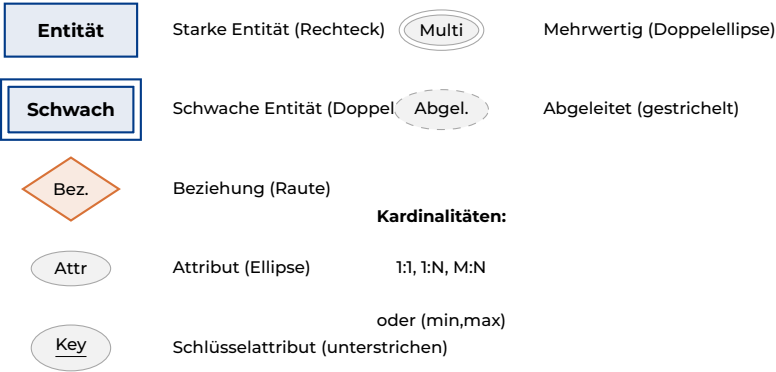 Entität Starke Entität (Rechteck) Multi Mehrwertig (Doppelellipse)
Schwach Schwache Entität (Doppel Abgel. Abgeleitet (gestrichelt)
Bez. Beziehung (Raute)
Kardinalitäten:
Attr Attribut (Ellipse) 1:1, 1:N, M:N
oder (min,max)
Key Schlüsselattribut (unterstrichen)